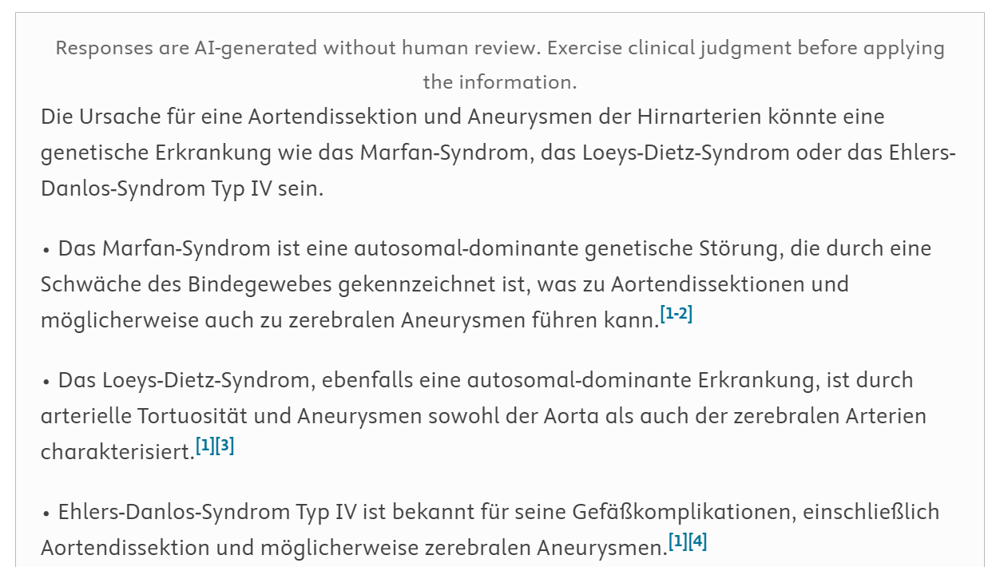 Responses are AI-generated without human review. Exercise clinical judgment before applying
the information.
Die Ursache für eine Aortendissektion und Aneurysmen der Hirnarterien könnte eine
genetische Erkrankung wie das Marfan-Syndrom, das Loeys-Dietz-Syndrom oder das Ehlers-
Danlos-Syndrom Typ IV sein.
• Das Marfan-Syndrom ist eine autosomal-dominante genetische Störung, die durch eine
Schwäche des Bindegewebes gekennzeichnet ist, was zu Aortendissektionen und
möglicherweise auch zu zerebralen Aneurysmen führen kann.[1-2]
• Das Loeys-Dietz-Syndrom, ebenfalls eine autosomal-dominante Erkrankung, ist durch
arterielle Tortuosität und Aneurysmen sowohl der Aorta als auch der zerebralen Arterien
charakterisiert.[1][3]
• Ehlers-Danlos-Syndrom Typ IV ist bekannt für seine Gefäßkomplikationen, einschließlich
Aortendissektion und möglicherweise zerebralen Aneurysmen.[1][4]